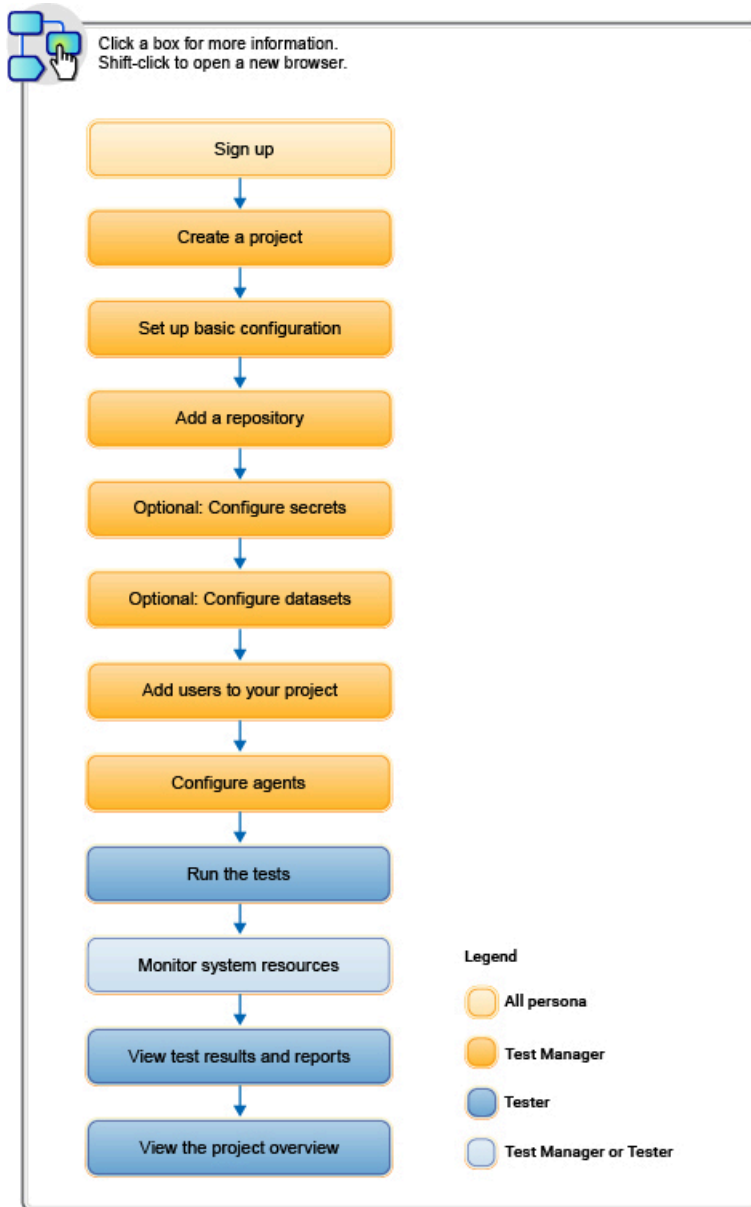 Click a box for more information.
Shift-click to open a new browser.
Sign up
Create a project
Set up basic configuration
Add a repository
Optional: Configure secrets
Optional: Configure datasets
Add users to your project
Configure agents
Run the tests
Monitor system resources
View test results and reports
View the project overview
Legend
All persona
Test Manager
Tester
Test Manager or Tester